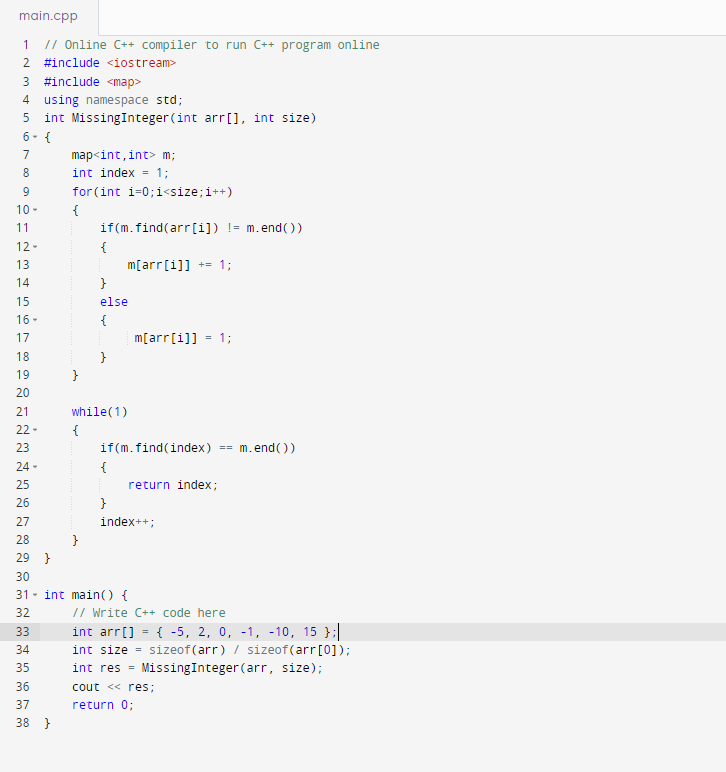 main.cpp
1 // Online C++ compiler to run C++ program online
2 #include <iostream>
3 #include <map>
4 using namespace std;
5 int MissingInteger(int arr[], int size)
6 {
7     map<int,int> m;
8     int index = 1;
9     for(int i=0;i<size;i++)
10     {
11         if(m.find(arr[i]) != m.end())
12         {
13             m[arr[i]] += 1;
14         }
15         else
16         {
17              m[arr[i]] = 1;
18         }
19     }
20
21     while(1)
22     {
23         if(m.find(index) == m.end())
24         {
25             return index;
26         }
27         index++;
28     }
29 }
30
31 int main() {
32     // Write C++ code here
33     int arr[] = { -5, 2, 0, -1, -10, 15 };
34     int size = sizeof(arr) / sizeof(arr[0]);
35     int res = MissingInteger(arr, size);
36     cout << res;
37     return 0;
38 }